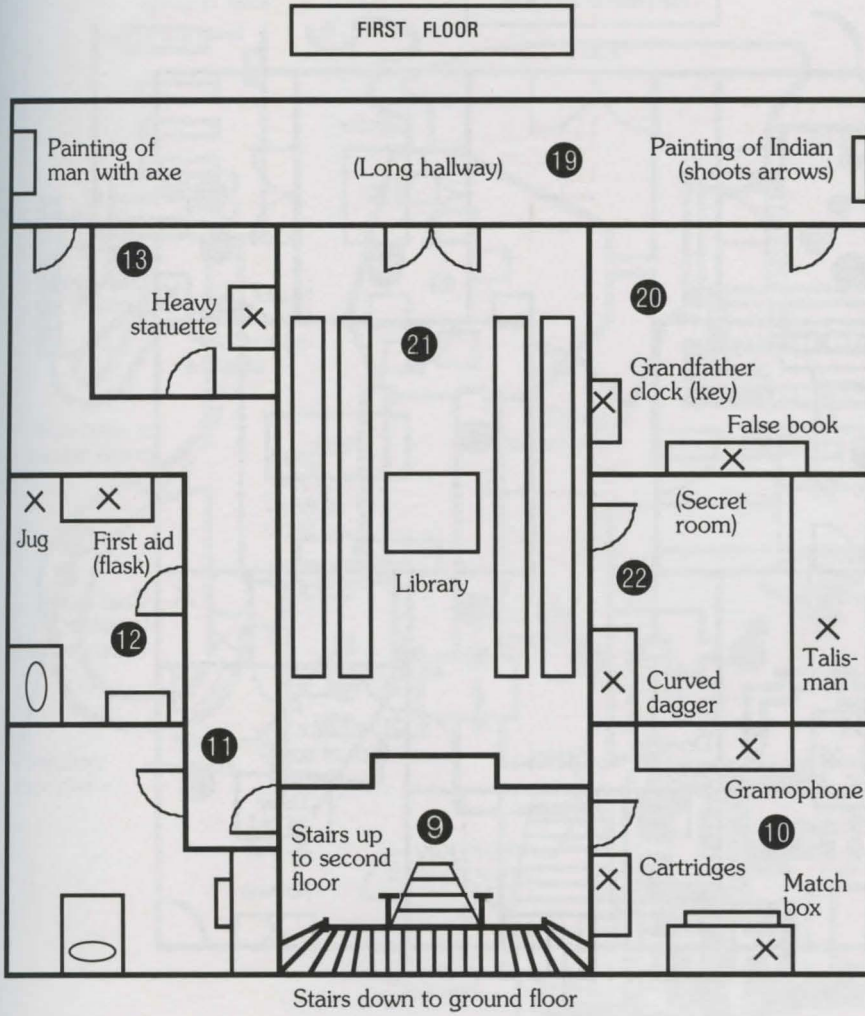 FIRST FLOOR
Painting of
man with axe
(Long hallway)
19
Painting of Indian
(shoots arrows)
13
Heavy
statuette
21
20
Grandfather
clock (key)
False book
Jug
First aid
(flask)
12
Library
(Secret
room)
22
Curved
dagger
Talis-
man
11
Gramophone
Stairs up
to second
floor
9
10
Cartridges
Match
box
Stairs down to ground floor